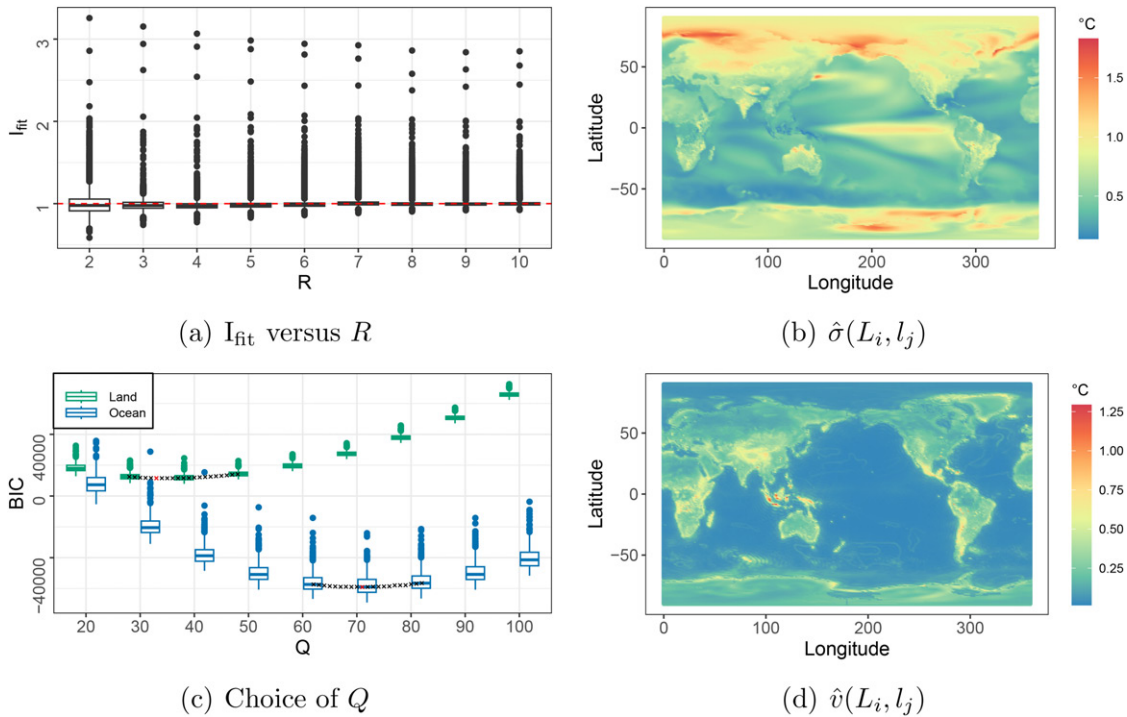 I_fit
3
2
1
2 3 4 5 6 7 8 9 10
R
(a) I_fit versus R
Latitude
50
0
−50
0 100 200 300
Longitude
°C
1.5
1.0
0.5
(b) σ̂(L_i, l_j)
Land
Ocean
BIC
40000
0
−40000
20 30 40 50 60 70 80 90 100
Q
(c) Choice of Q
Latitude
50
0
−50
0 100 200 300
Longitude
°C
1.25
1.00
0.75
0.50
0.25
(d) v̂(L_i, l_j)